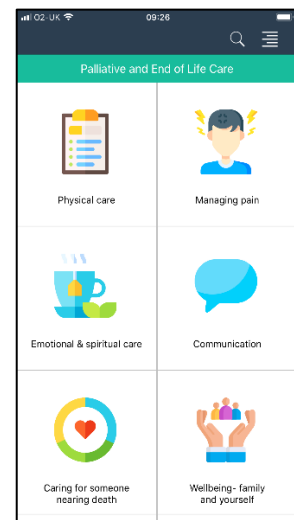 O2-UK 09:26
Palliative and End of Life Care
Physical care
Managing pain
Emotional & spiritual care
Communication
Caring for someone
nearing death
Wellbeing- family
and yourself